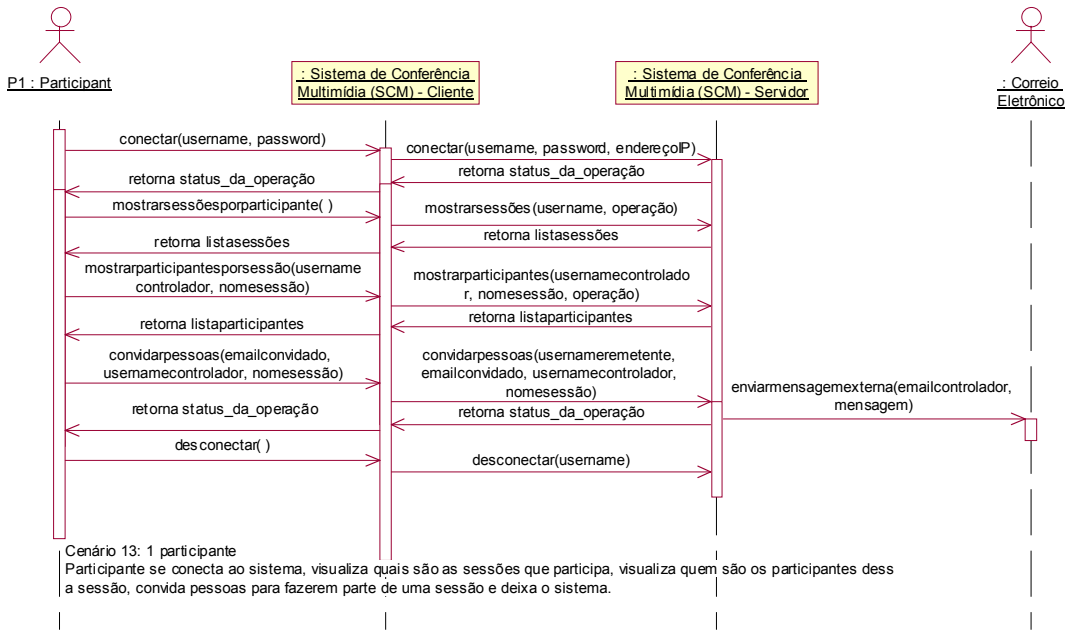 P1 : Participant
: Sistema de Conferência
Multimídia (SCM) - Cliente
: Sistema de Conferência
Multimídia (SCM) - Servidor
: Correio
Eletrônico
conectar(username, password)
conectar(username, password, endereçoIP)
retorna status_da_operação
retorna status_da_operação
mostrarsessõesporparticipante( )
mostrarsessões(username, operação)
retorna listasessões
retorna listasessões
mostrarparticipantesporsessão(username
controlador, nomesessão)
mostrarparticipantes(usernamecontrolado
r, nomesessão, operação)
retorna listaparticipantes
retorna listaparticipantes
convidarpessoas(emailconvidado,
usernamecontrolador, nomesessão)
convidarpessoas(usernameremetente,
emailconvidado, usernamecontrolador,
nomesessão)
enviarmensagemexterna(emailcontrolador,
mensagem)
retorna status_da_operação
retorna status_da_operação
desconectar( )
desconectar(username)
Cenário 13: 1 participante
Participante se conecta ao sistema, visualiza quais são as sessões que participa, visualiza quem são os participantes dess
a sessão, convida pessoas para fazerem parte de uma sessão e deixa o sistema.